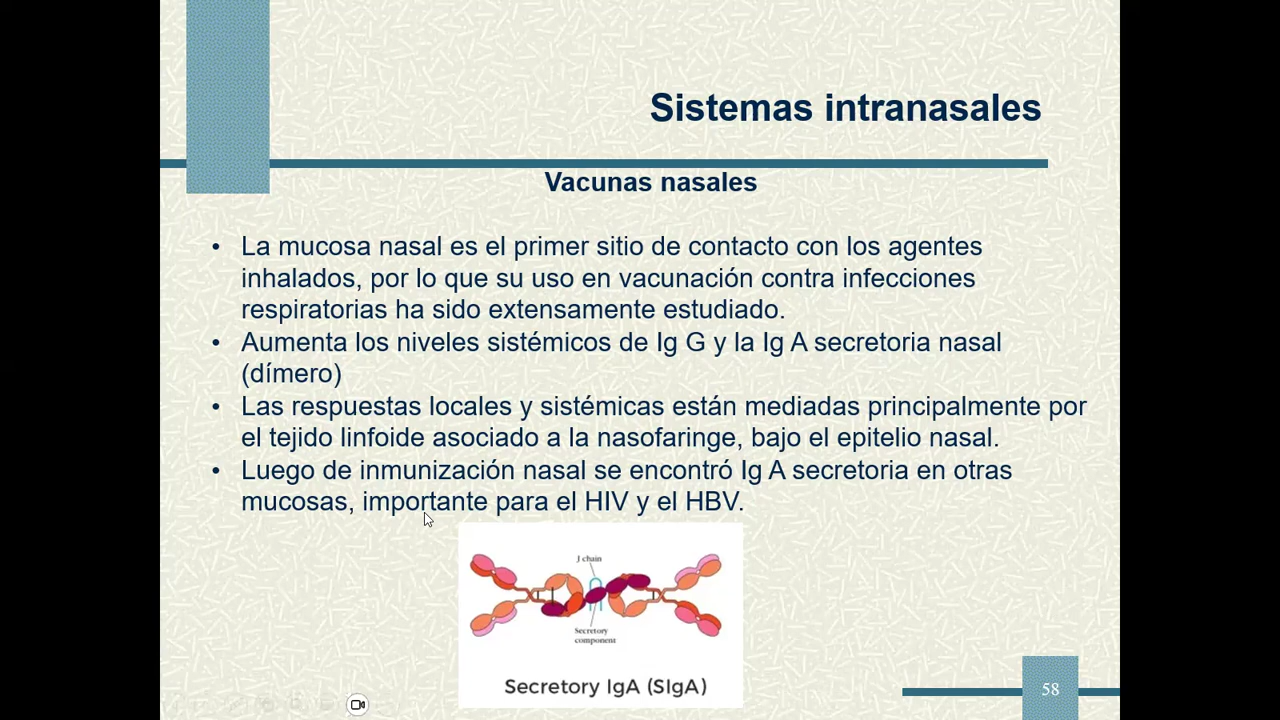 Sistemas intranasales
Vacunas nasales
• La mucosa nasal es el primer sitio de contacto con los agentes
inhalados, por lo que su uso en vacunación contra infecciones
respiratorias ha sido extensamente estudiado.
• Aumenta los niveles sistémicos de Ig G y la Ig A secretoria nasal
(dímero)
• Las respuestas locales y sistémicas están mediadas principalmente por
el tejido linfoide asociado a la nasofaringe, bajo el epitelio nasal.
• Luego de inmunización nasal se encontró Ig A secretoria en otras
mucosas, importante para el HIV y el HBV.
J chain
Secretory
component
Secretory IgA (SIgA)
58